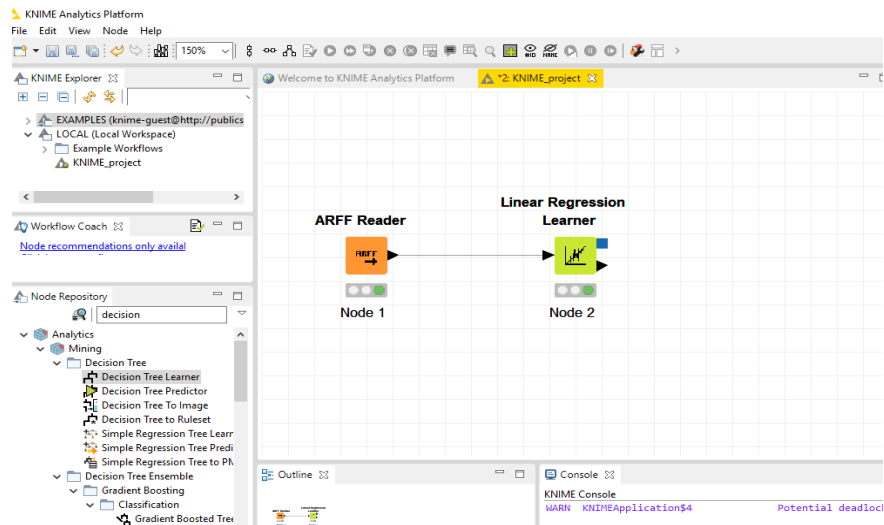 KNIME Analytics Platform
File Edit View Node Help
150%
KNIME Explorer
EXAMPLES (knime-guest@http://publics
LOCAL (Local Workspace)
Example Workflows
KNIME_project
Workflow Coach
Node recommendations only availal
Node Repository
decision
Analytics
Mining
Decision Tree
Decision Tree Learner
Decision Tree Predictor
Decision Tree To Image
Decision Tree to Ruleset
Simple Regression Tree Learn
Simple Regression Tree Predi
Simple Regression Tree to PN
Decision Tree Ensemble
Gradient Boosting
Classification
Gradient Boosted Tree
Welcome to KNIME Analytics Platform
*2: KNIME_project
ARFF Reader
ARFF
Node 1
Linear Regression
Learner
Node 2
Outline
Console
KNIME Console
WARN KNIMEApplication$4 Potential deadlock